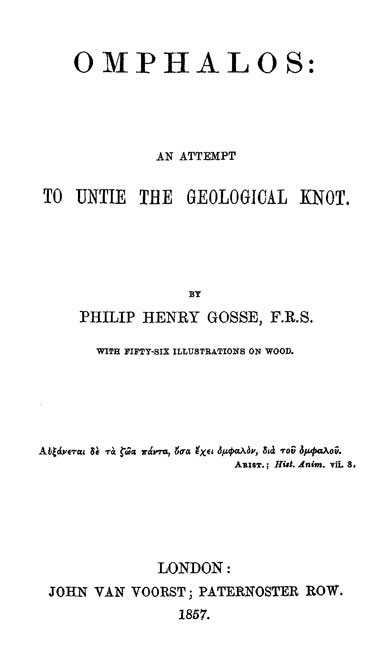 OMPHALOS:
AN ATTEMPT
TO UNTIE THE GEOLOGICAL KNOT.
BY
PHILIP HENRY GOSSE, F.R.S.
WITH FIFTY-SIX ILLUSTRATIONS ON WOOD.
Αὐξάνεται δὲ τὰ ζῶα πάντα, ὅσα ἔχει ὀμφαλὸν, διὰ τοῦ ὀμφαλοῦ.
ARIST.; Hist. Anim. vii. 8.
LONDON:
JOHN VAN VOORST; PATERNOSTER ROW.
1857.